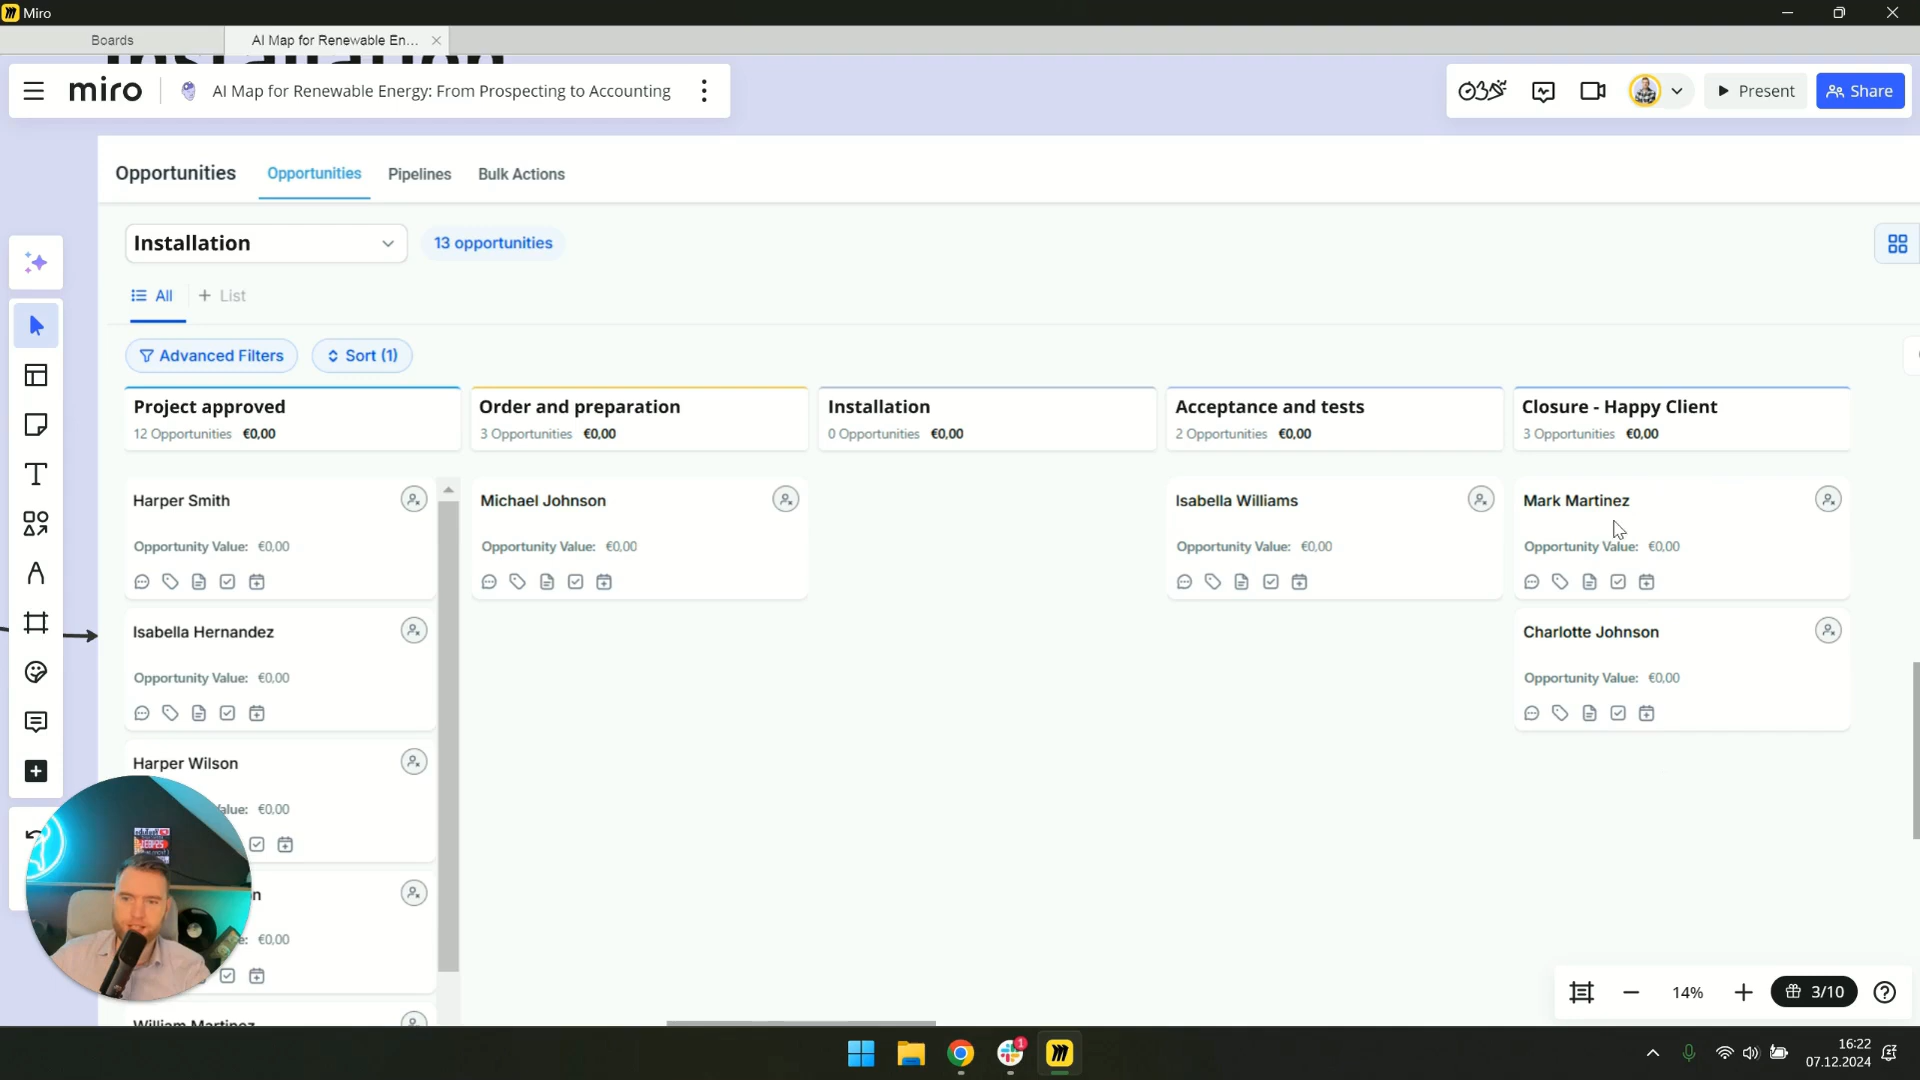 Miro
Boards
AI Map for Renewable En...
Installation
miro
AI Map for Renewable Energy: From Prospecting to Accounting
Present
Share
Opportunities
Opportunities
Pipelines
Bulk Actions
Installation
13 opportunities
All
+ List
Advanced Filters
Sort (1)
Project approved
12 Opportunities €0,00
Order and preparation
3 Opportunities €0,00
Installation
0 Opportunities €0,00
Acceptance and tests
2 Opportunities €0,00
Closure - Happy Client
3 Opportunities €0,00
Harper Smith
Opportunity Value: €0,00
Isabella Hernandez
Opportunity Value: €0,00
Harper Wilson
alue: €0,00
n
e: €0,00
William Martinez
Michael Johnson
Opportunity Value: €0,00
Isabella Williams
Opportunity Value: €0,00
Mark Martinez
Opportunity Value: €0,00
Charlotte Johnson
Opportunity Value: €0,00
14%
3/10
1
16:22
07.12.2024